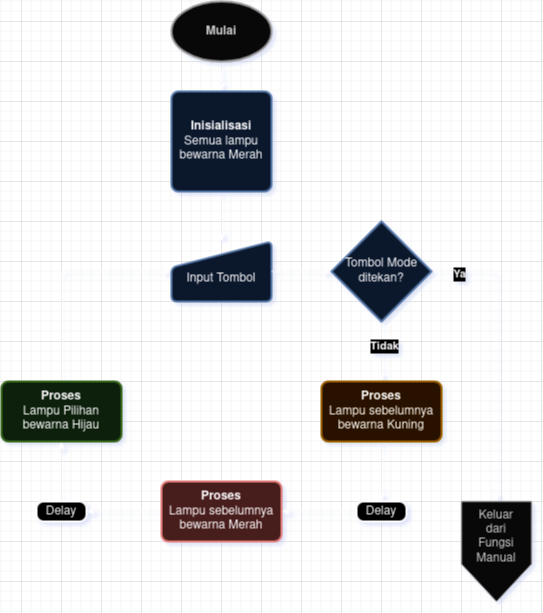 Mulai
Inisialisasi
Semua lampu
bewarna Merah
Input Tombol
Tombol Mode
ditekan?
Ya
Tidak
Proses
Lampu Pilihan
bewarna Hijau
Proses
Lampu sebelumnya
bewarna Kuning
Delay
Proses
Lampu sebelumnya
bewarna Merah
Delay
Keluar
dari
Fungsi
Manual